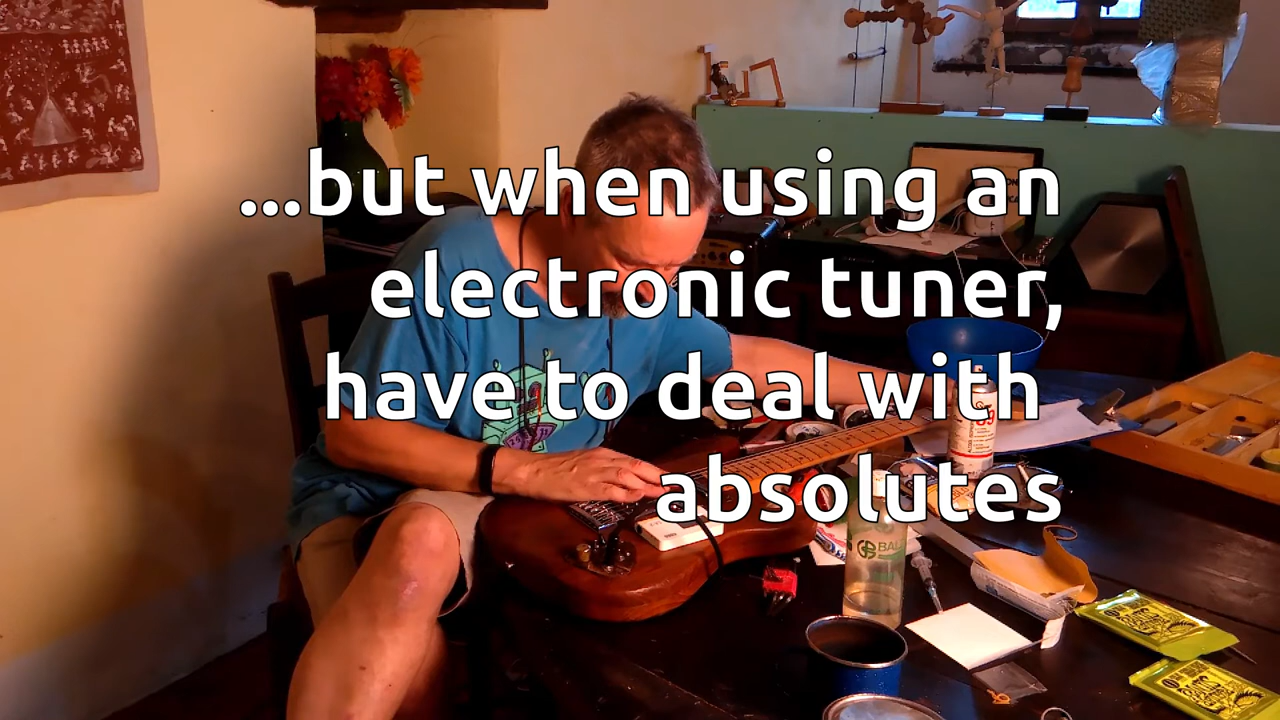 ...but when using an
electronic tuner,
have to deal with
absolutes